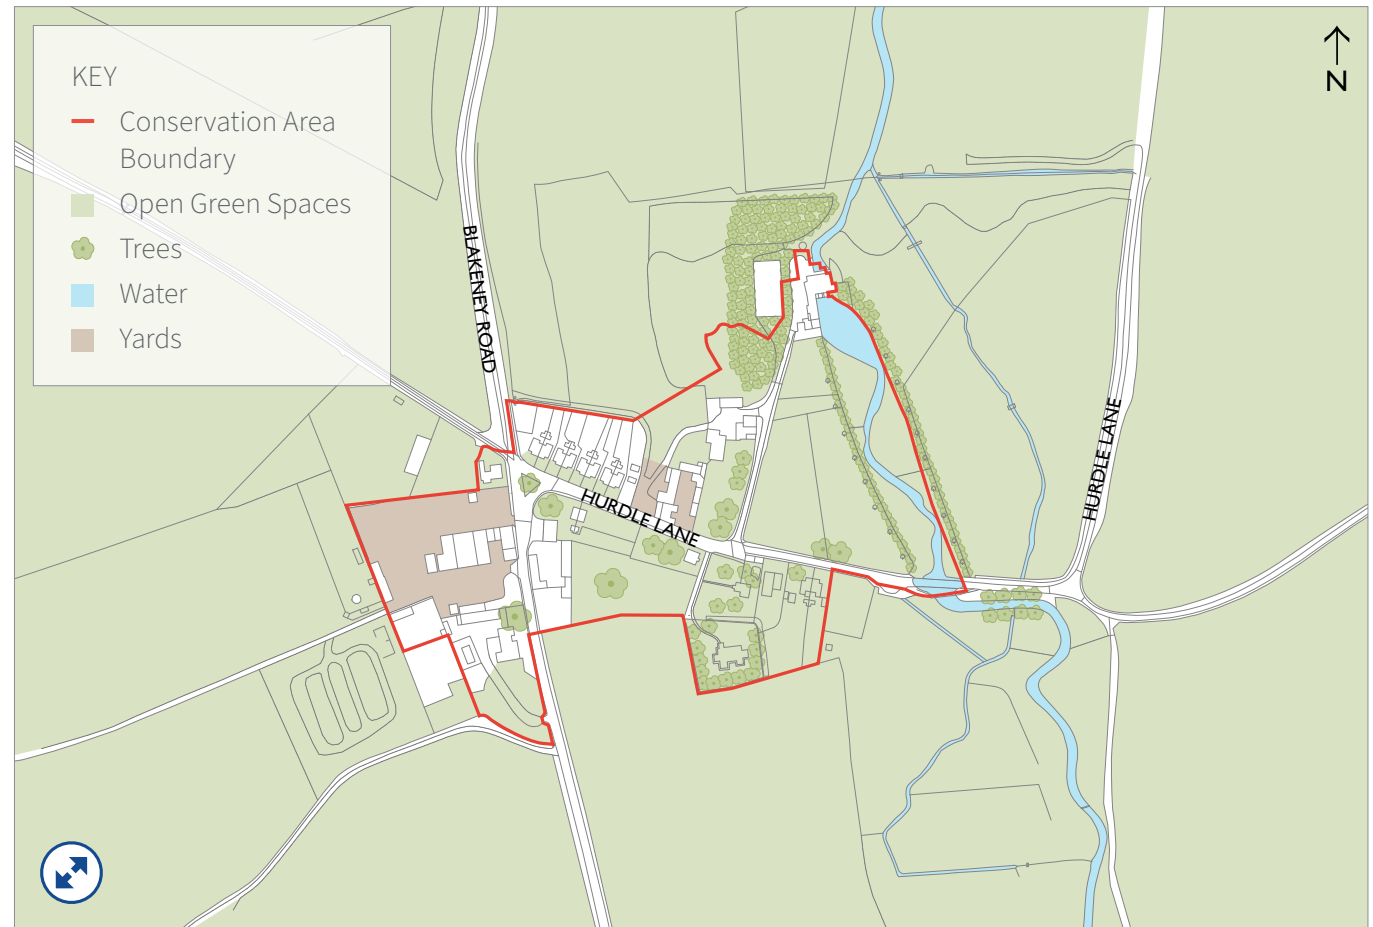 KEY
Conservation Area
Boundary
Open Green Spaces
Trees
Water
Yards
N
BLAKENEY ROAD
HURDLE LANE
HURDLE LANE